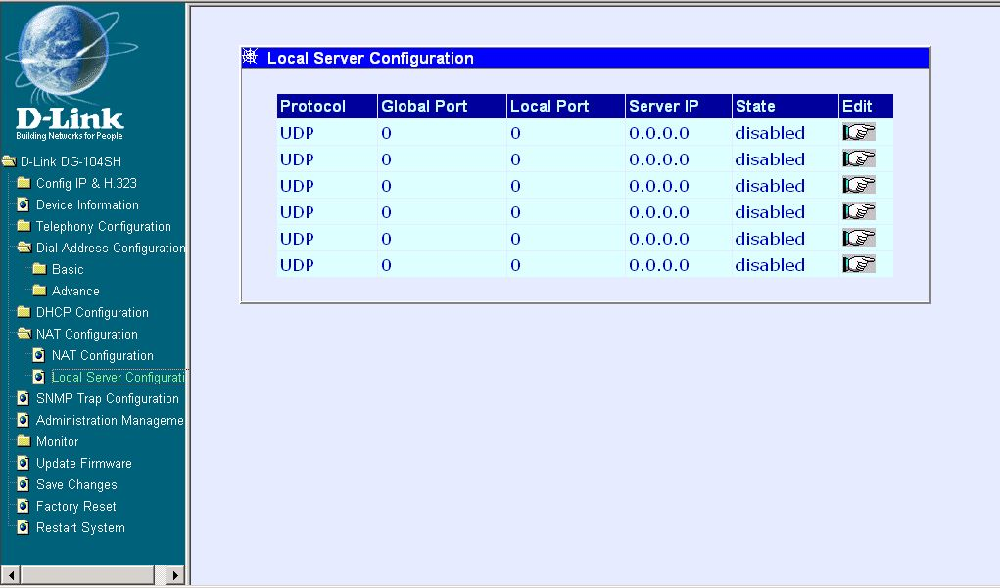 D-Link
Building Networks for People
D-Link DG-104SH
Config IP & H.323
Device Information
Telephony Configuration
Dial Address Configuration
Basic
Advance
DHCP Configuration
NAT Configuration
NAT Configuration
Local Server Configurati
SNMP Trap Configuration
Administration Manageme
Monitor
Update Firmware
Save Changes
Factory Reset
Restart System
Local Server Configuration
Protocol Global Port Local Port Server IP State Edit
UDP 0 0 0.0.0.0 disabled
UDP 0 0 0.0.0.0 disabled
UDP 0 0 0.0.0.0 disabled
UDP 0 0 0.0.0.0 disabled
UDP 0 0 0.0.0.0 disabled
UDP 0 0 0.0.0.0 disabled